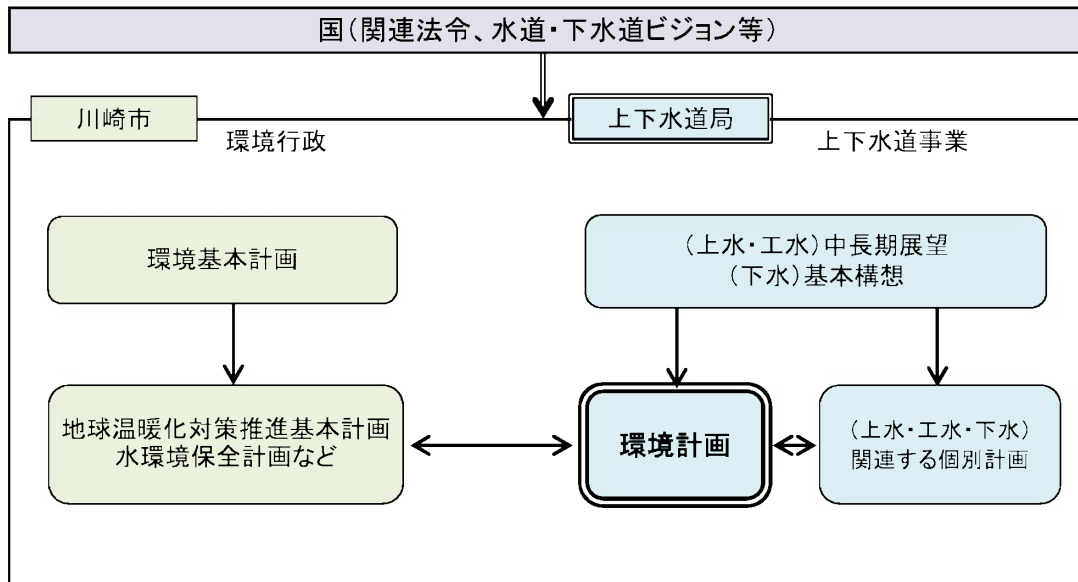 国(関連法令、水道・下水道ビジョン等)
川崎市
環境行政
上下水道局
上下水道事業
環境基本計画
(上水・工水)中長期展望
(下水)基本構想
地球温暖化対策推進基本計画
水環境保全計画など
環境計画
(上水・工水・下水)
関連する個別計画